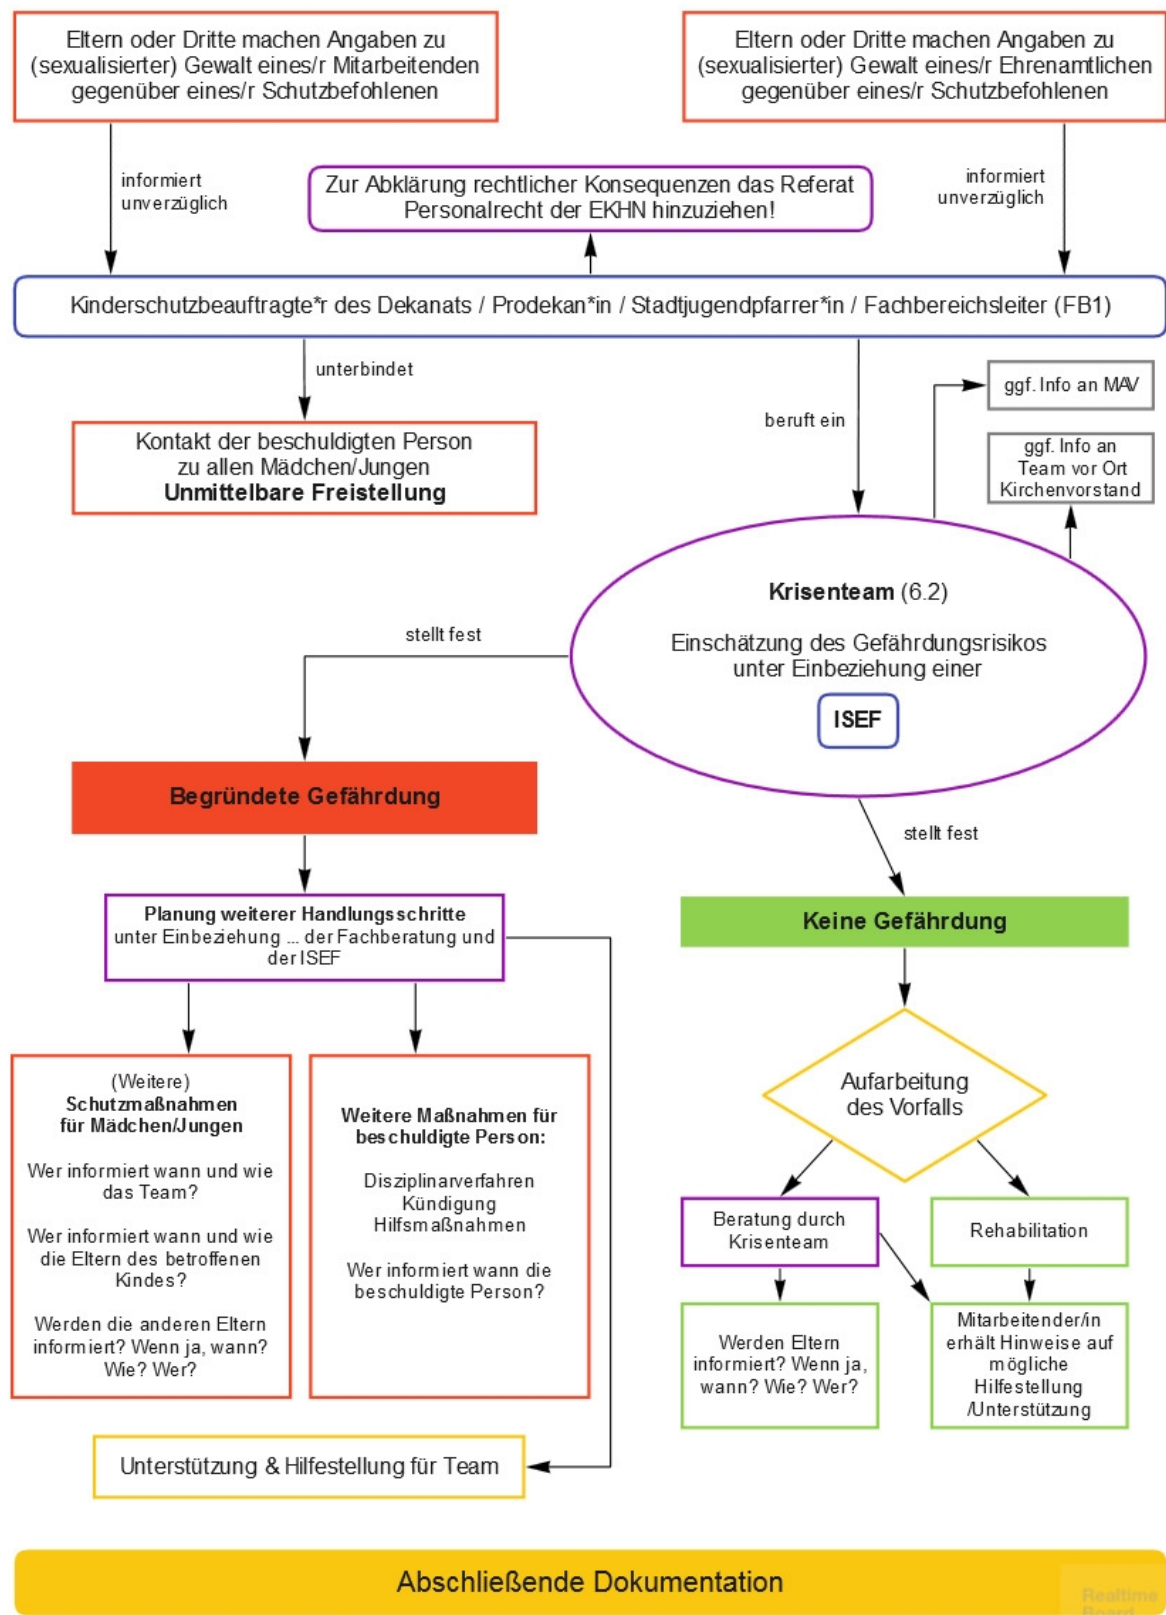 Eltern oder Dritte machen Angaben zu
(sexualisierter) Gewalt eines/r Mitarbeitenden
gegenüber eines/r Schutzbefohlenen
Eltern oder Dritte machen Angaben zu
(sexualisierter) Gewalt eines/r Ehrenamtlichen
gegenüber eines/r Schutzbefohlenen
informiert
unverzüglich
Zur Abklärung rechtlicher Konsequenzen das Referat
Personalrecht der EKHN hinzuziehen!
informiert
unverzüglich
Kinderschutzbeauftragte*r des Dekanats / Prodekan*in / Stadtjugendpfarrer*in / Fachbereichsleiter (FB1)
unterbindet
Kontakt der beschuldigten Person
zu allen Mädchen/Jungen
Unmittelbare Freistellung
beruft ein
ggf. Info an MAV
ggf. Info an
Team vor Ort
Kirchenvorstand
Krisenteam (6.2)
Einschätzung des Gefährdungsrisikos
unter Einbeziehung einer
ISEF
stellt fest
Begründete Gefährdung
stellt fest
Keine Gefährdung
Planung weiterer Handlungsschritte
unter Einbeziehung ... der Fachberatung und
der ISEF
(Weitere)
Schutzmaßnahmen
für Mädchen/Jungen
Wer informiert wann und wie
das Team?
Wer informiert wann und wie
die Eltern des betroffenen
Kindes?
Werden die anderen Eltern
informiert? Wenn ja, wann?
Wie? Wer?
Weitere Maßnahmen für
beschuldigte Person:
Disziplinarverfahren
Kündigung
Hilfsmaßnahmen
Wer informiert wann die
beschuldigte Person?
Aufarbeitung
des Vorfalls
Beratung durch
Krisenteam
Rehabilitation
Werden Eltern
informiert? Wenn ja,
wann? Wie? Wer?
Mitarbeitender/in
erhält Hinweise auf
mögliche
Hilfestellung
/Unterstützung
Unterstützung & Hilfestellung für Team
Abschließende Dokumentation
Realtime
Board